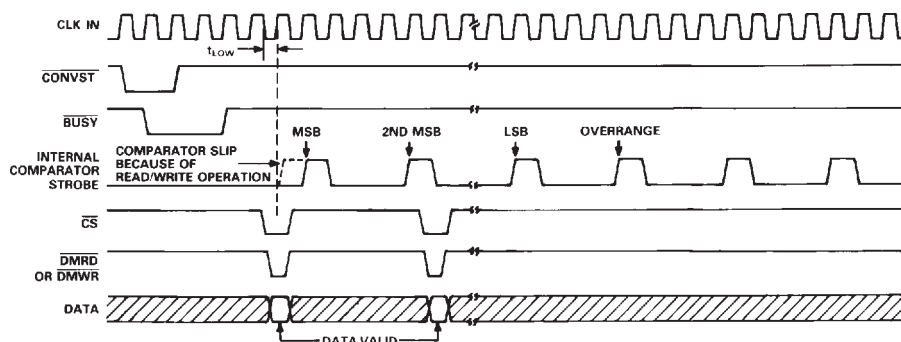 CLK IN
tLOW
CONVST
BUSY
MSB
2ND MSB
LSB
OVERRANGE
INTERNAL
COMPARATOR
STROBE
COMPARATOR SLIP
BECAUSE OF
READ/WRITE OPERATION
CS
DMRD
OR DMWR
DATA
DATA VALID